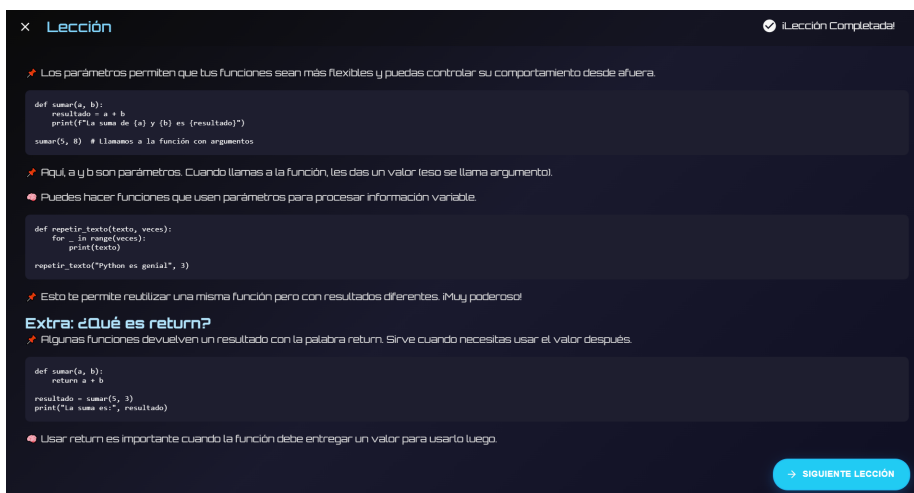 × Lección
¡Lección Completada!
📌 Los parámetros permiten que tus funciones sean más flexibles y puedas controlar su comportamiento desde afuera.
def sumar(a, b):
    resultado = a + b
    print(f"La suma de {a} y {b} es {resultado}")
sumar(5, 8)  # Llamamos a la función con argumentos
📌 Aquí, a y b son parámetros. Cuando llamas a la función, les das un valor (eso se llama argumento).
🧠 Puedes hacer funciones que usen parámetros para procesar información variable.
def repetir_texto(texto, veces):
    for _ in range(veces):
        print(texto)
repetir_texto("Python es genial", 3)
📌 Esto te permite reutilizar una misma función pero con resultados diferentes. ¡Muy poderoso!
Extra: ¿Qué es return?
📌 Algunas funciones devuelven un resultado con la palabra return. Sirve cuando necesitas usar el valor después.
def sumar(a, b):
    return a + b
resultado = sumar(5, 3)
print("La suma es:", resultado)
🧠 Usar return es importante cuando la función debe entregar un valor para usarlo luego.
→ SIGUIENTE LECCIÓN